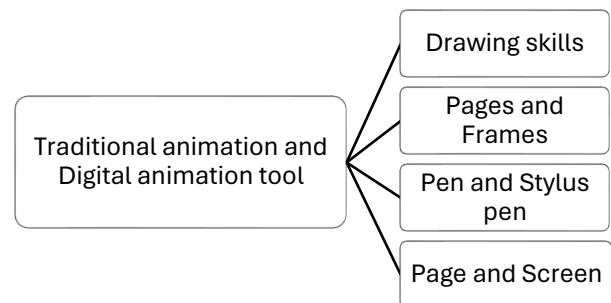 Traditional animation and
Digital animation tool
Drawing skills
Pages and
Frames
Pen and Stylus
pen
Page and Screen